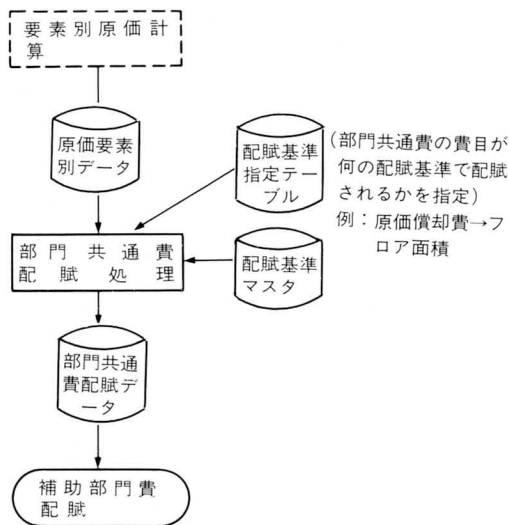 要素別原価計
算
原価要素
別データ
配賦基準
指定テー
ブル
(部門共通費の費目が
何の配賦基準で配賦
されるかを指定)
例：原価償却費→フ
ロア面積
部門共通費
配賦処理
配賦基準
マスタ
部門共通
費配賦デ
ータ
補助部門費
配賦